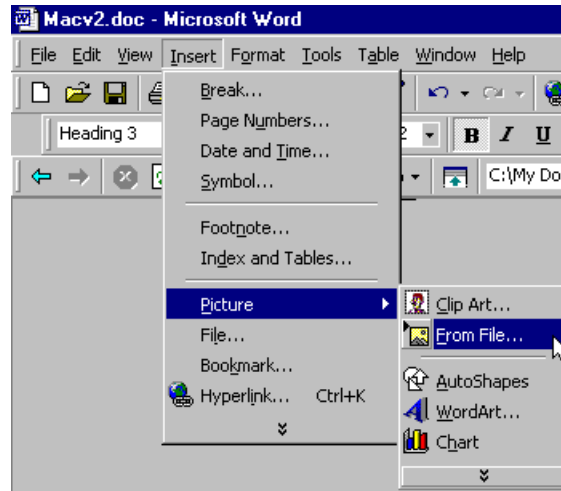 Macv2.doc - Microsoft Word
File Edit View Insert Format Tools Table Window Help
Heading 3 2 B I U
C:\My Do
Break...
Page Numbers...
Date and Time...
Symbol...
Footnote...
Index and Tables...
Picture
File...
Bookmark...
Hyperlink... Ctrl+K
Clip Art...
From File...
AutoShapes
WordArt...
Chart